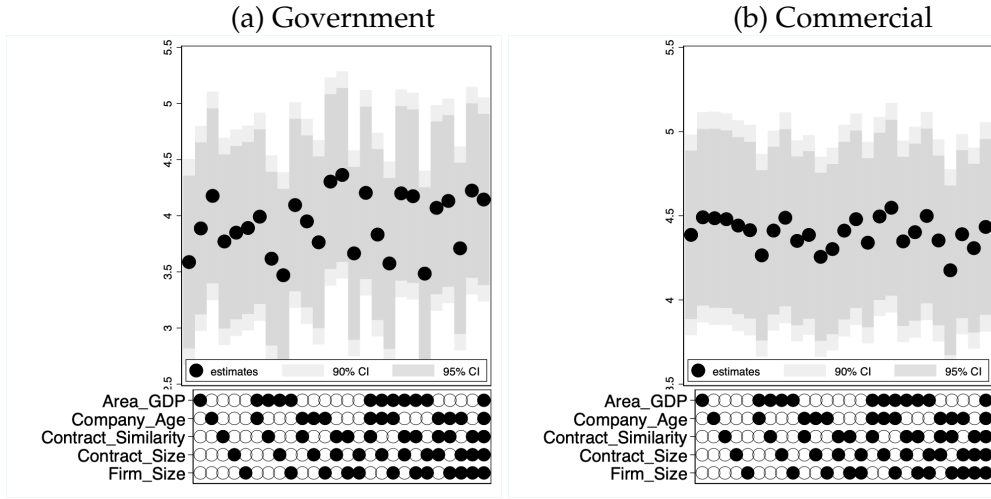 (a) Government
5.5
5
4.5
4
3.5
3
2.5
estimates 90% CI 95% CI
Area_GDP
Company_Age
Contract_Similarity
Contract_Size
Firm_Size
(b) Commercial
5.5
5
4.5
4
3.5
estimates 90% CI 95% CI
Area_GDP
Company_Age
Contract_Similarity
Contract_Size
Firm_Size